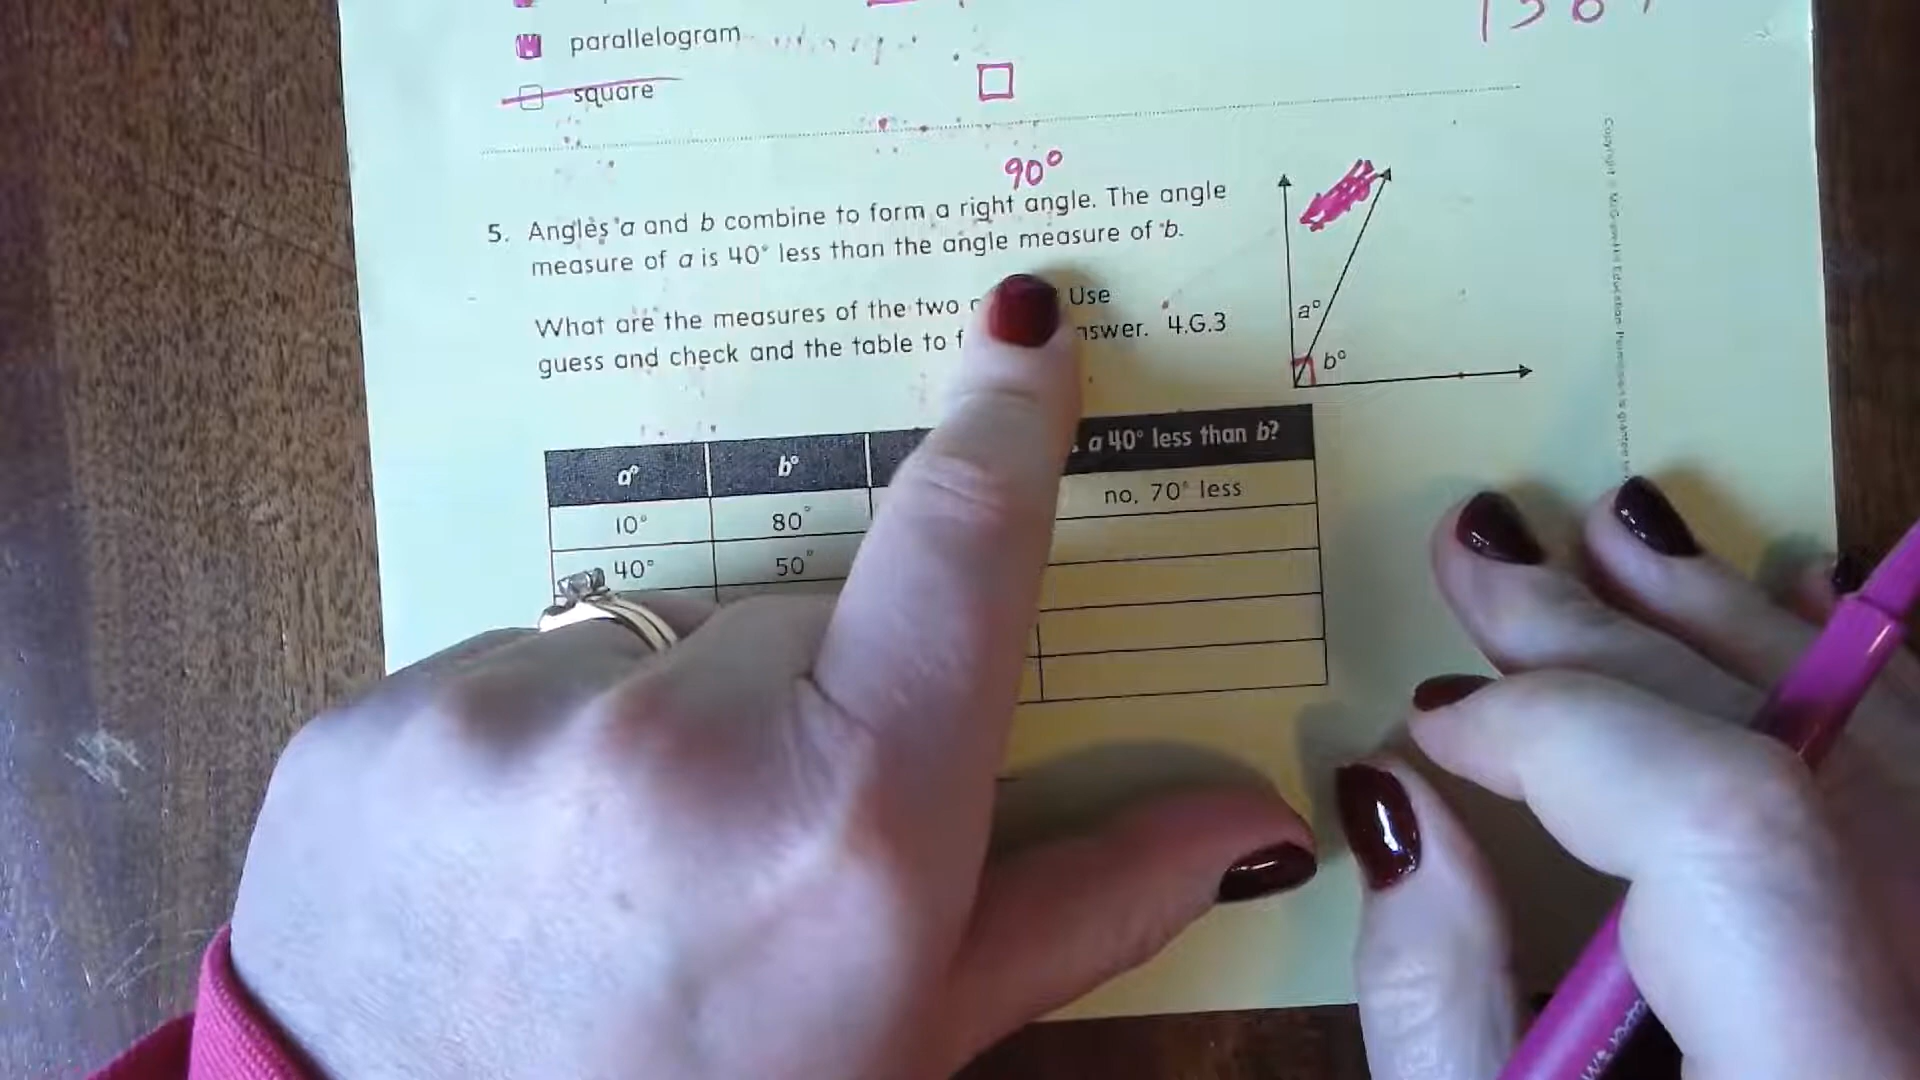 parallelogram
square
90°
5. Angles a and b combine to form a right angle. The angle
measure of a is 40° less than the angle measure of b.
What are the measures of the two Use
guess and check and the table to answer. 4.G.3
a°
b°
a° b° a 40° less than b?
10° 80° no, 70° less
40° 50°